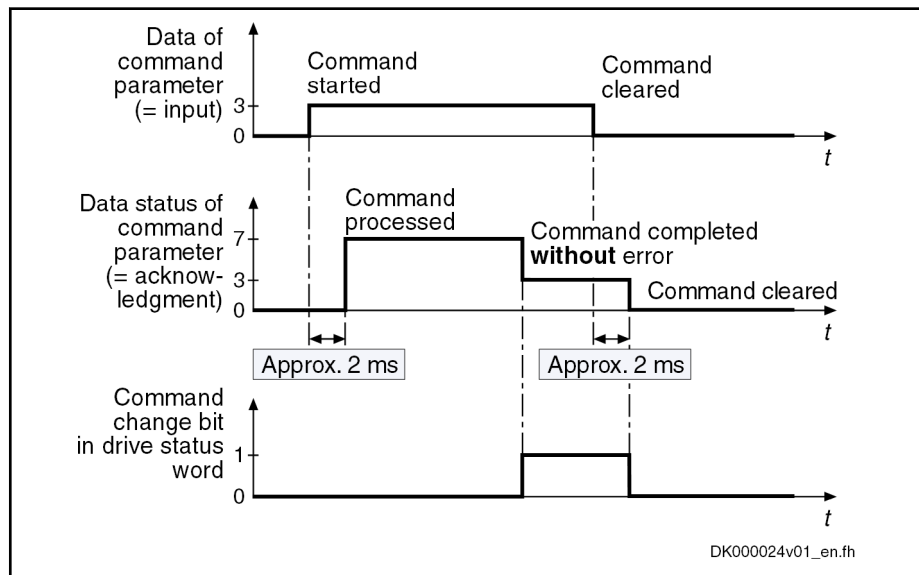 Data of
command
parameter
(= input)
3
0
Command
started
Command
cleared
t
Data status of
command
parameter
(= acknow-
ledgment)
7
3
0
Command
processed
Command completed
without error
Command cleared
t
Approx. 2 ms
Approx. 2 ms
Command
change bit
in drive status
word
1
0
t
DK000024v01_en.fh